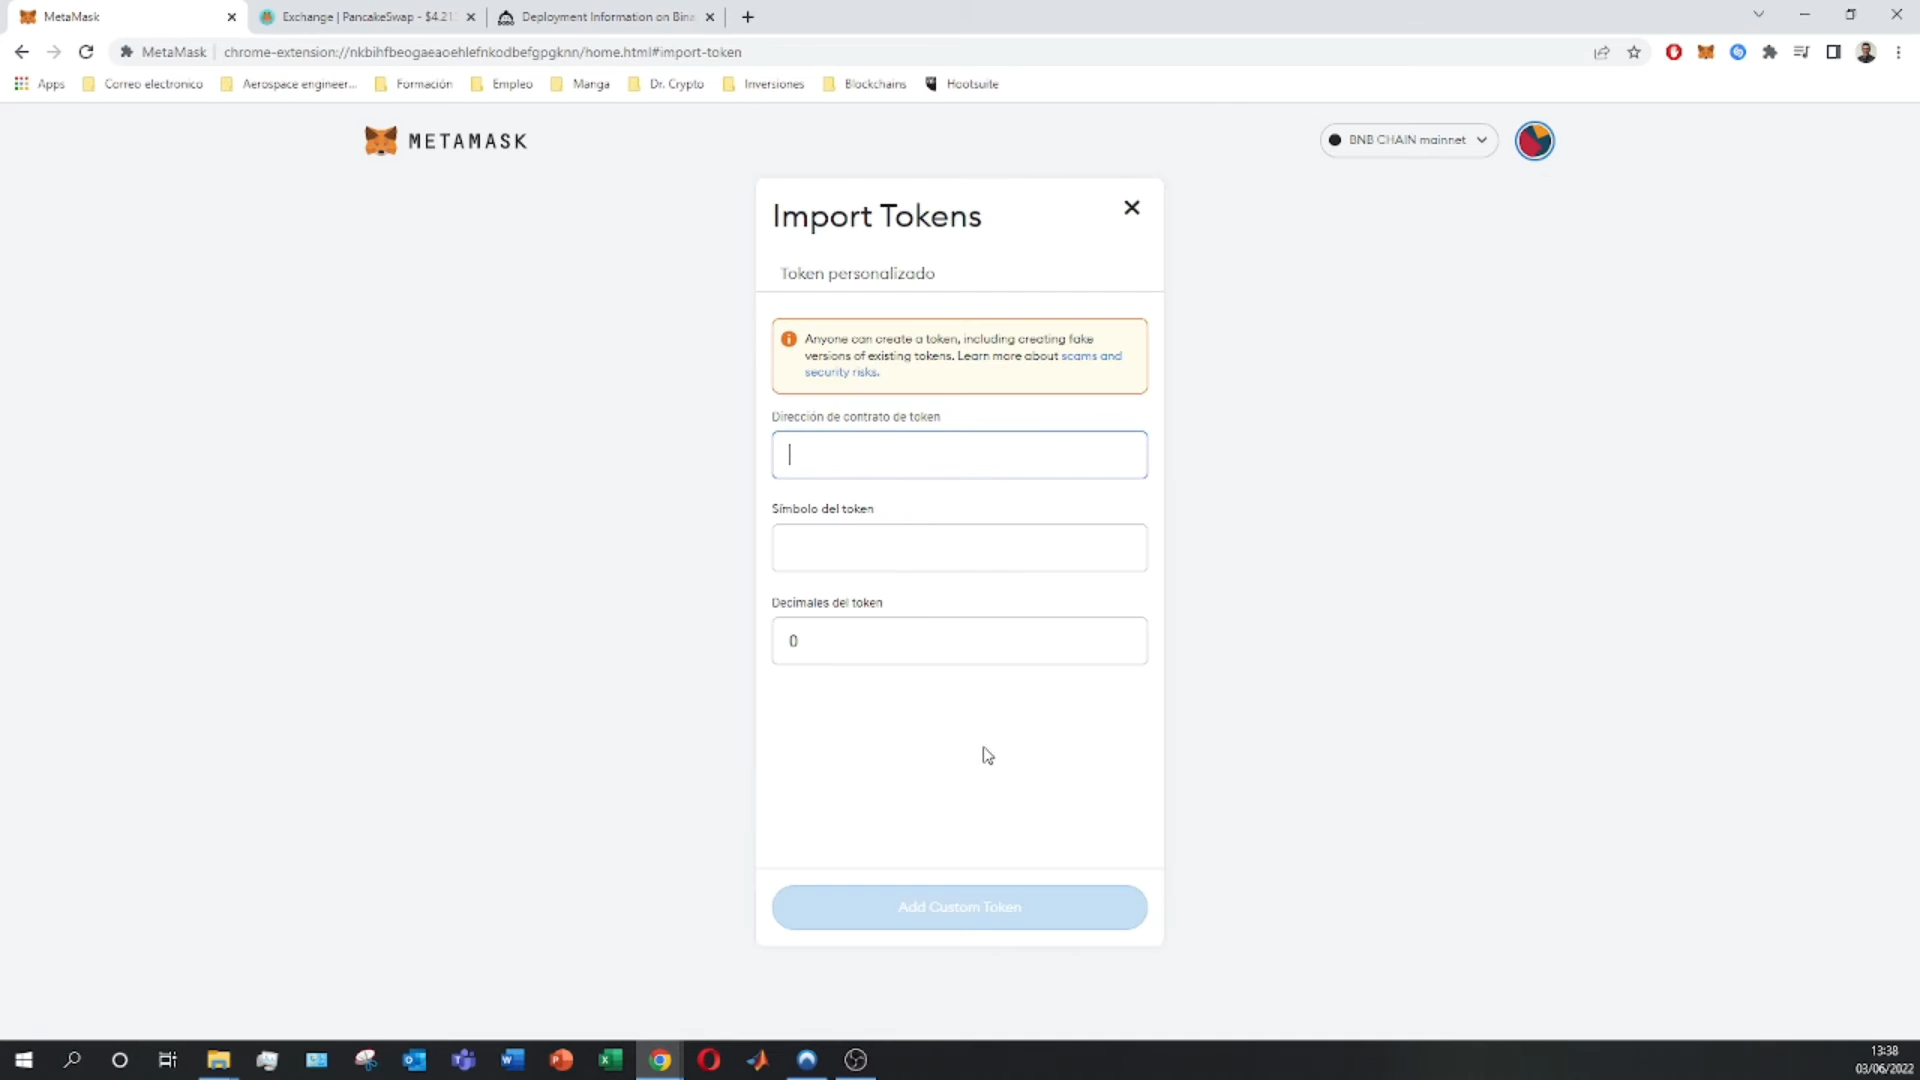 MetaMask
Exchange | PancakeSwap - $4.21
Deployment Information on Bina
MetaMask
chrome-extension://nkbihfbeogaeaoehlefnkodbefgpgknn/home.html#import-token
Apps
Correo electronico
Aerospace engineer...
Formación
Empleo
Manga
Dr. Crypto
Inversiones
Blockchains
Hootsuite
METAMASK
BNB CHAIN mainnet
Import Tokens
Token personalizado
Anyone can create a token, including creating fake
versions of existing tokens. Learn more about scams and
security risks.
Dirección de contrato de token
Símbolo del token
Decimales del token
0
Add Custom Token
13:38
03/06/2022